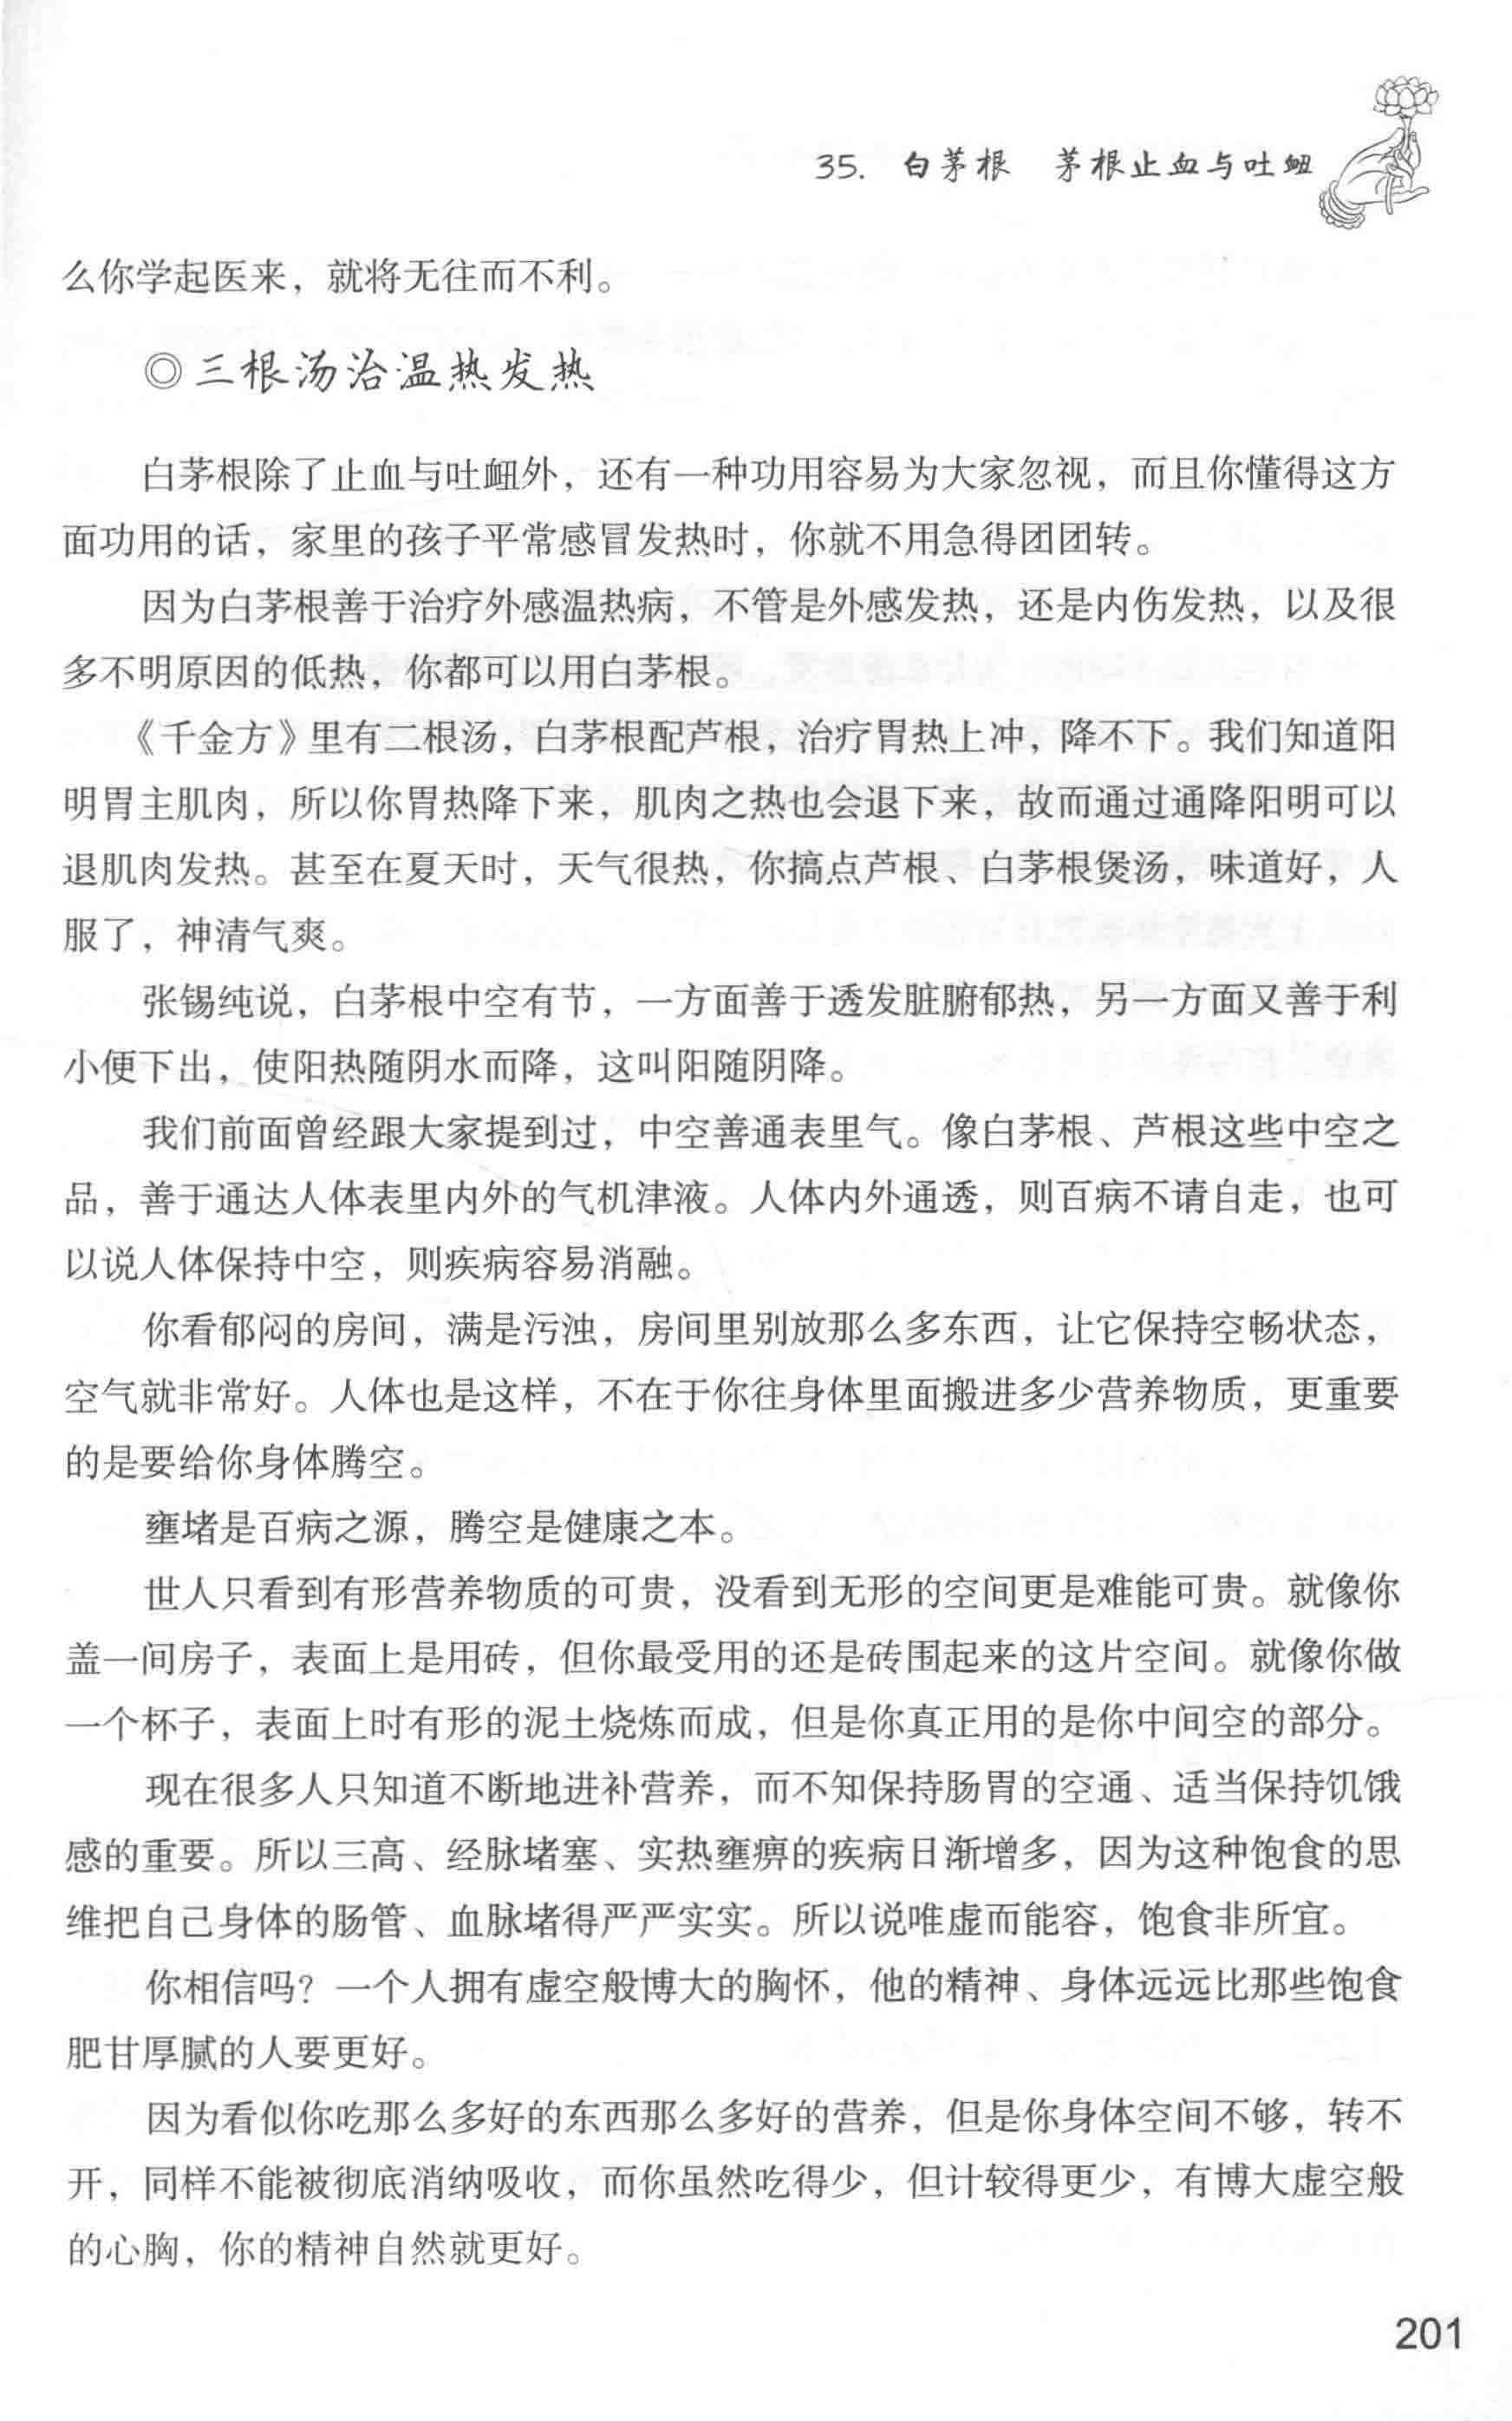 35. 白茅根 茅根止血与吐衄
么你学起医来，就将无往而不利。
◎三根汤治温热发热
白茅根除了止血与吐衄外，还有一种功用容易为大家忽视，而且你懂得这方
面功用的话，家里的孩子平常感冒发热时，你就不用急得团团转。
因为白茅根善于治疗外感温热病，不管是外感发热，还是内伤发热，以及很
多不明原因的低热，你都可以用白茅根。
《千金方》里有二根汤，白茅根配芦根，治疗胃热上冲，降不下。我们知道阳
明胃主肌肉，所以你胃热降下来，肌肉之热也会退下来，故而通过通降阳明可以
退肌肉发热。甚至在夏天时，天气很热，你搞点芦根、白茅根煲汤，味道好，人
服了，神清气爽。
张锡纯说，白茅根中空有节，一方面善于透发脏腑郁热，另一方面又善于利
小便下出，使阳热随阴水而降，这叫阳随阴降。
我们前面曾经跟大家提到过，中空善通表里气。像白茅根、芦根这些中空之
品，善于通达人体表里内外的气机津液。人体内外通透，则百病不请自走，也可
以说人体保持中空，则疾病容易消融。
你看郁闷的房间，满是污浊，房间里别放那么多东西，让它保持空畅状态，
空气就非常好。人体也是这样，不在于你往身体里面搬进多少营养物质，更重要
的是要给你身体腾空。
壅堵是百病之源，腾空是健康之本。
世人只看到有形营养物质的可贵，没看到无形的空间更是难能可贵。就像你
盖一间房子，表面上是用砖，但你最受用的还是砖围起来的这片空间。就像你做
一个杯子，表面上时有形的泥土烧炼而成，但是你真正用的是你中间空的部分。
现在很多人只知道不断地进补营养，而不知保持肠胃的空通、适当保持饥饿
感的重要。所以三高、经脉堵塞、实热壅痹的疾病日渐增多，因为这种饱食的思
维把自己身体的肠管、血脉堵得严严实实。所以说唯虚而能容，饱食非所宜。
你相信吗？一个人拥有虚空般博大的胸怀，他的精神、身体远远比那些饱食
肥甘厚腻的人要更好。
因为看似你吃那么多好的东西那么多好的营养，但是你身体空间不够，转不
开，同样不能被彻底消纳吸收，而你虽然吃得少，但计较得更少，有博大虚空般
的心胸，你的精神自然就更好。
201